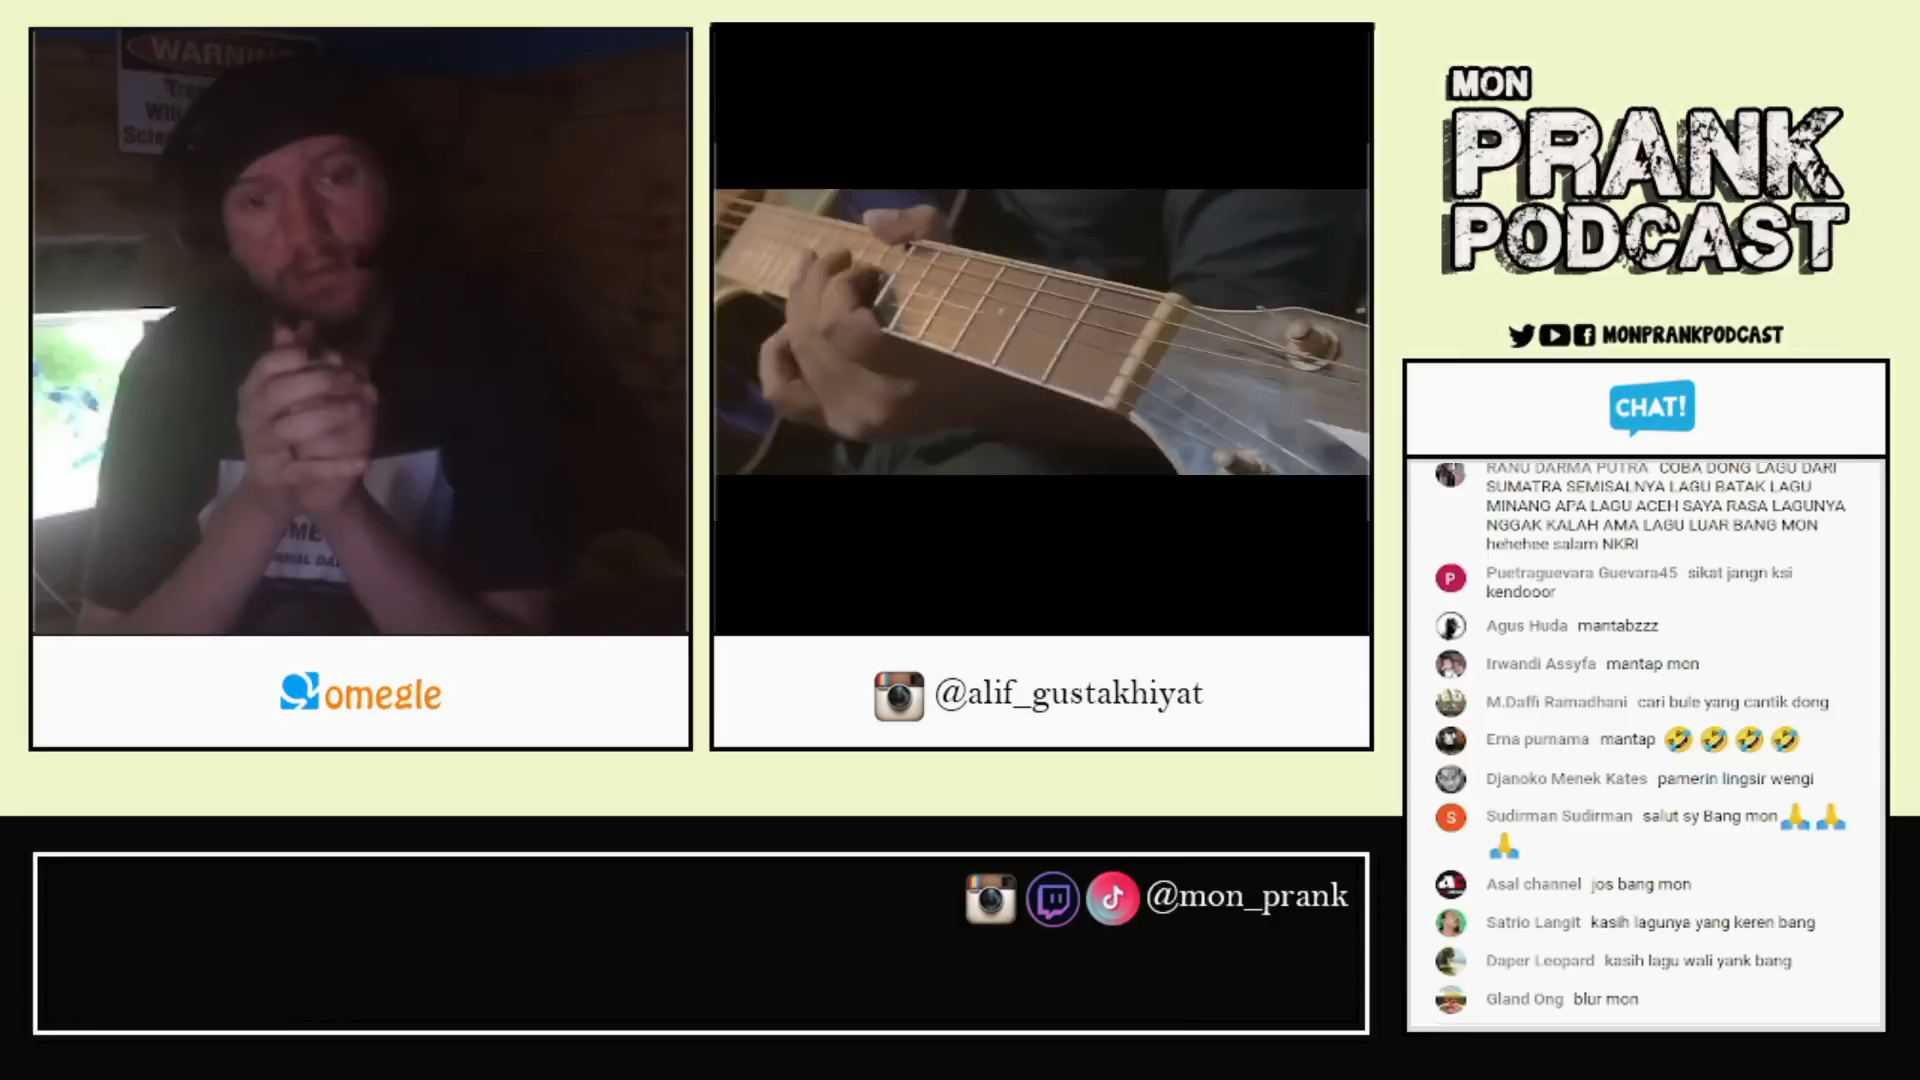 WARNING
Will
MON
PRANK
PODCAST
MONPRANKPODCAST
CHAT!
omegle
@alif_gustakhiyat
@mon_prank
RANU DARMA PUTRA COBA DONG LAGU DARI
SUMATRA SEMISALNYA LAGU BATAK LAGU
MINANG APA LAGU ACEH SAYA RASA LAGUNYA
NGGAK KALAH AMA LAGU LUAR BANG MON
hehehee salam NKRI
Puetraguevara Guevara45 sikat jangn ksi
kendooor
Agus Huda mantabzzz
Irwandi Assyfa mantap mon
M.Daffi Ramadhani cari bule yang cantik dong
Erna purnama mantap 🤣🤣🤣🤣
Djanoko Menek Kates pamerin lingsir wengi
Sudirman Sudirman salut sy Bang mon🙏🙏
🙏
Asal channel jos bang mon
Satrio Langit kasih lagunya yang keren bang
Daper Leopard kasih lagu wali yank bang
Gland Ong blur mon
P
S